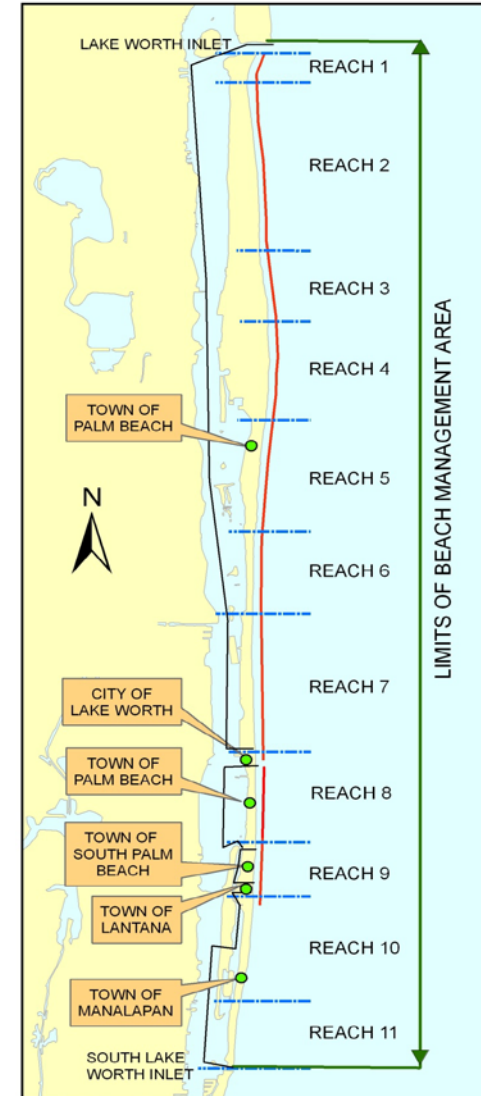 LAKE WORTH INLET
REACH 1
REACH 2
REACH 3
REACH 4
TOWN OF
PALM BEACH
REACH 5
N
REACH 6
LIMITS OF BEACH MANAGEMENT AREA
CITY OF
LAKE WORTH
REACH 7
TOWN OF
PALM BEACH
REACH 8
TOWN OF
SOUTH PALM
BEACH
REACH 9
TOWN OF
LANTANA
REACH 10
TOWN OF
MANALAPAN
REACH 11
SOUTH LAKE
WORTH INLET